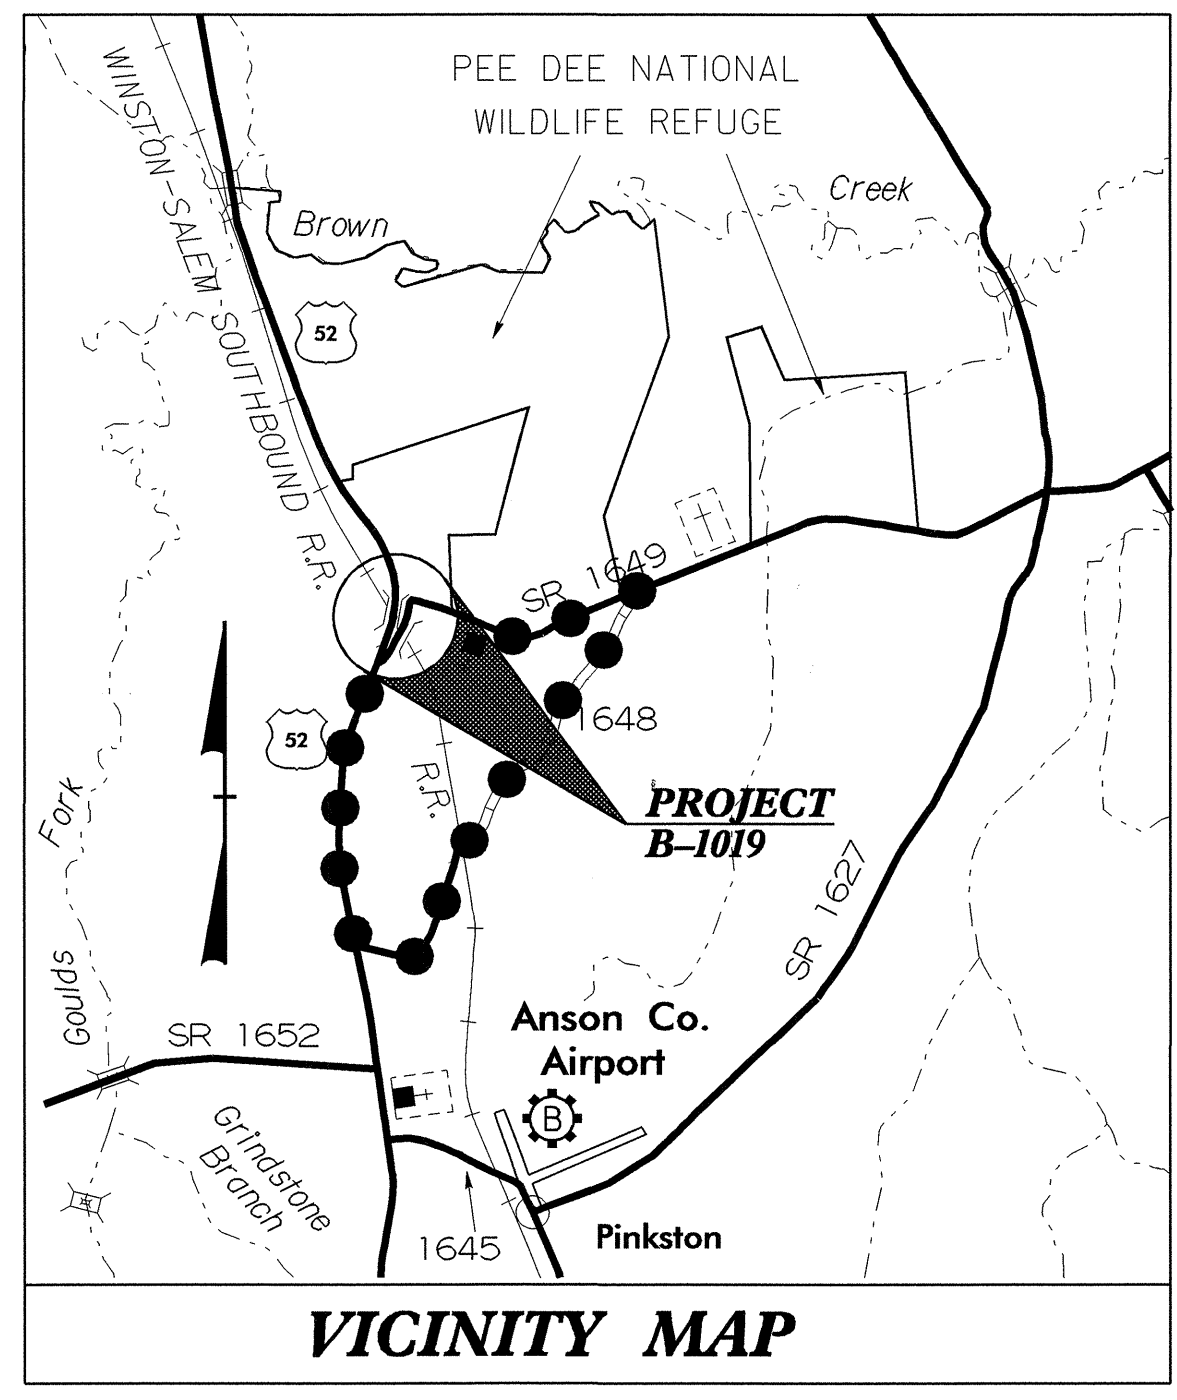 PEE DEE NATIONAL
WILDLIFE REFUGE
WINSTON-SALEM SOUTHBOUND R.R.
Brown
Creek
52
SR 1649
1648
52
R.R.
PROJECT
B-1019
Goulds Fork
SR 1627
SR 1652
Anson Co.
Airport
B
Grindstone
Branch
1645
Pinkston
VICINITY MAP